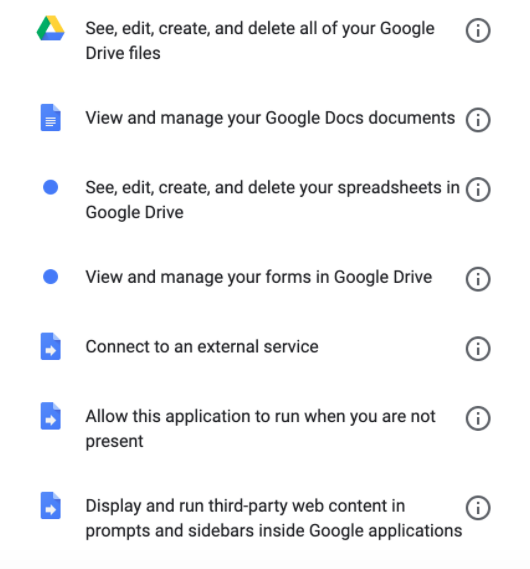 See, edit, create, and delete all of your Google
Drive files
View and manage your Google Docs documents
See, edit, create, and delete your spreadsheets in
Google Drive
View and manage your forms in Google Drive
Connect to an external service
Allow this application to run when you are not
present
Display and run third-party web content in
prompts and sidebars inside Google applications